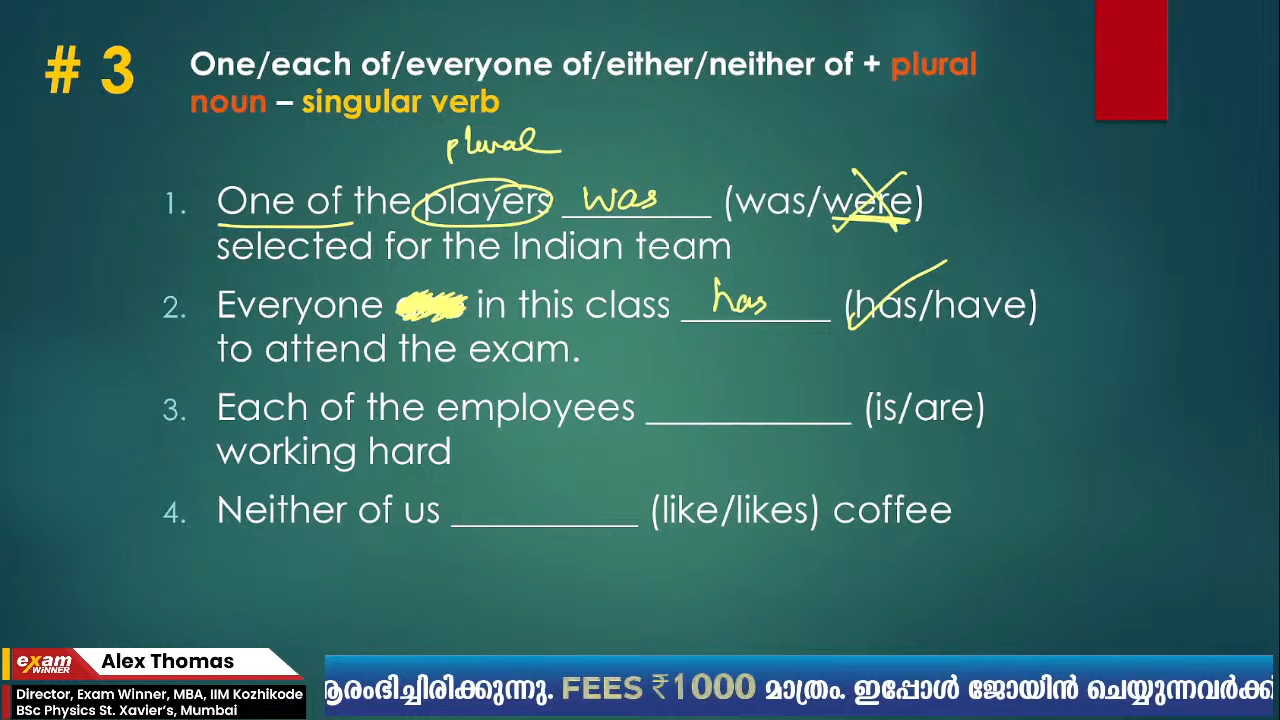 # 3
One/each of/everyone of/either/neither of + plural
noun – singular verb
plural
1. One of the players was (was/were)
selected for the Indian team
2. Everyone in this class has (has/have)
to attend the exam.
3. Each of the employees __________ (is/are)
working hard
4. Neither of us _________ (like/likes) coffee
exam WiNNER
Alex Thomas
Director, Exam Winner, MBA, IIM Kozhikode
BSc Physics St. Xavier's, Mumbai
ആരംഭിച്ചിരിക്കുന്നു. FEES ₹1000 മാത്രം. ഇപ്പോൾ ജോയിൻ ചെയ്യുന്നവർക്ക്